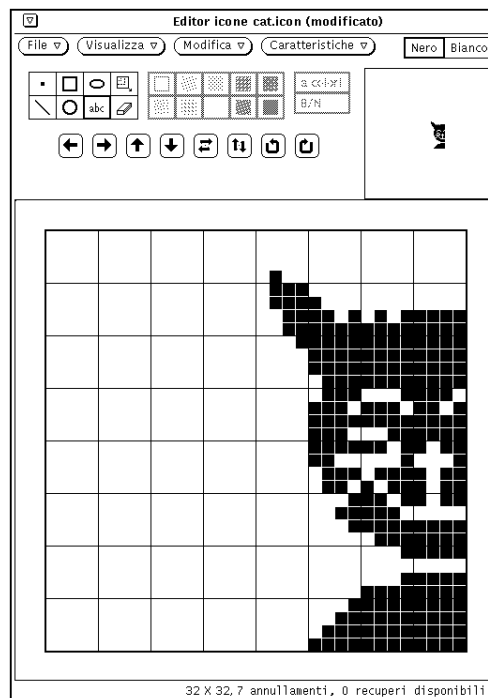 Editor icone cat.icon (modificato)
File Visualizza Modifica Caratteristiche Nero Bianco
abc
B/N
32 X 32, 7 annullamenti, 0 recuperi disponibili